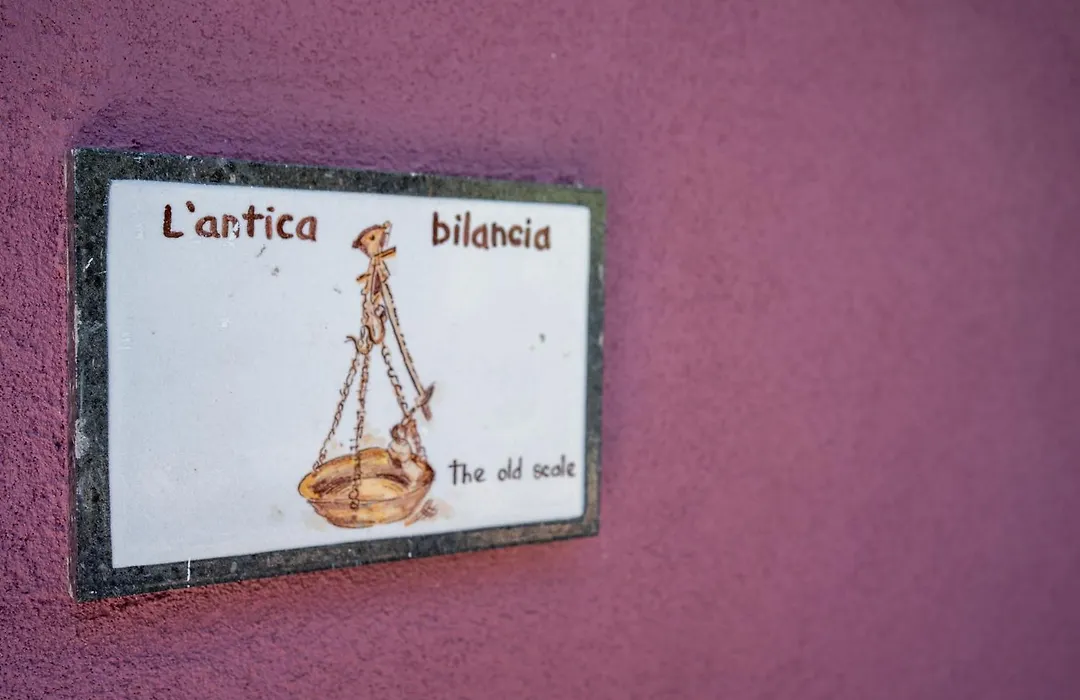 L'antica bilancia
the old scale